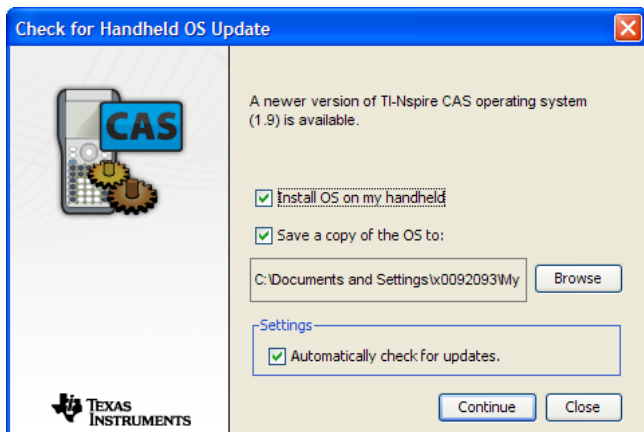 Check for Handheld OS Update
CAS
A newer version of TI-Nspire CAS operating system
(1.9) is available.
Install OS on my handheld
Save a copy of the OS to:
C:\Documents and Settings\x0092093\My
Browse
Settings
Automatically check for updates.
TEXAS
INSTRUMENTS
Continue
Close